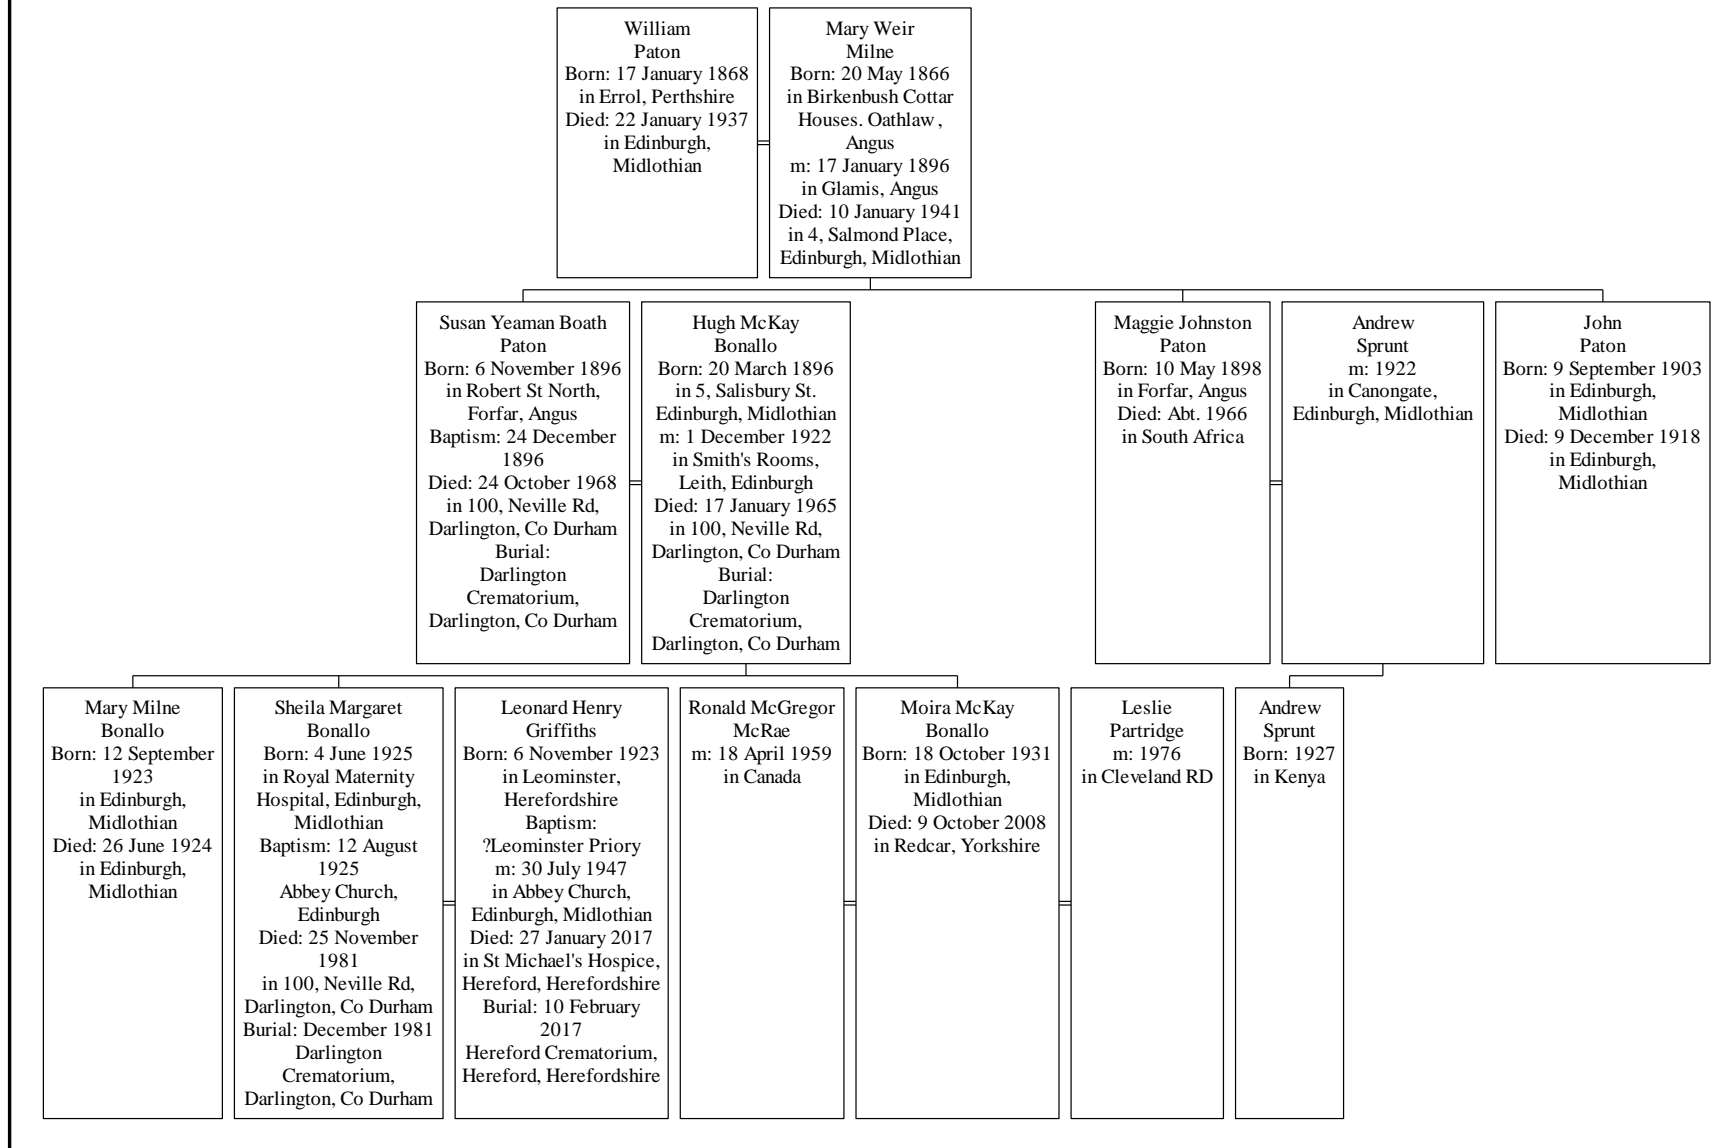 William
Paton
Born: 17 January 1868
in Errol, Perthshire
Died: 22 January 1937
in Edinburgh,
Midlothian
Mary Weir
Milne
Born: 20 May 1866
in Birkenbush Cottar
Houses. Oathlaw ,
Angus
m: 17 January 1896
in Glamis, Angus
Died: 10 January 1941
in 4, Salmond Place,
Edinburgh, Midlothian
Susan Yeaman Boath
Paton
Born: 6 November 1896
in Robert St North,
Forfar, Angus
Baptism: 24 December
1896
Died: 24 October 1968
in 100, Neville Rd,
Darlington, Co Durham
Burial:
Darlington
Crematorium,
Darlington, Co Durham
Hugh McKay
Bonallo
Born: 20 March 1896
in 5, Salisbury St.
Edinburgh, Midlothian
m: 1 December 1922
in Smith's Rooms,
Leith, Edinburgh
Died: 17 January 1965
in 100, Neville Rd,
Darlington, Co Durham
Burial:
Darlington
Crematorium,
Darlington, Co Durham
Maggie Johnston
Paton
Born: 10 May 1898
in Forfar, Angus
Died: Abt. 1966
in South Africa
Andrew
Sprunt
m: 1922
in Canongate,
Edinburgh, Midlothian
John
Paton
Born: 9 September 1903
in Edinburgh,
Midlothian
Died: 9 December 1918
in Edinburgh,
Midlothian
Mary Milne
Bonallo
Born: 12 September
1923
in Edinburgh,
Midlothian
Died: 26 June 1924
in Edinburgh,
Midlothian
Sheila Margaret
Bonallo
Born: 4 June 1925
in Royal Maternity
Hospital, Edinburgh,
Midlothian
Baptism: 12 August
1925
Abbey Church,
Edinburgh
Died: 25 November
1981
in 100, Neville Rd,
Darlington, Co Durham
Burial: December 1981
Darlington
Crematorium,
Darlington, Co Durham
Leonard Henry
Griffiths
Born: 6 November 1923
in Leominster,
Herefordshire
Baptism:
?Leominster Priory
m: 30 July 1947
in Abbey Church,
Edinburgh, Midlothian
Died: 27 January 2017
in St Michael's Hospice,
Hereford, Herefordshire
Burial: 10 February
2017
Hereford Crematorium,
Hereford, Herefordshire
Ronald McGregor
McRae
m: 18 April 1959
in Canada
Moira McKay
Bonallo
Born: 18 October 1931
in Edinburgh,
Midlothian
Died: 9 October 2008
in Redcar, Yorkshire
Leslie
Partridge
m: 1976
in Cleveland RD
Andrew
Sprunt
Born: 1927
in Kenya